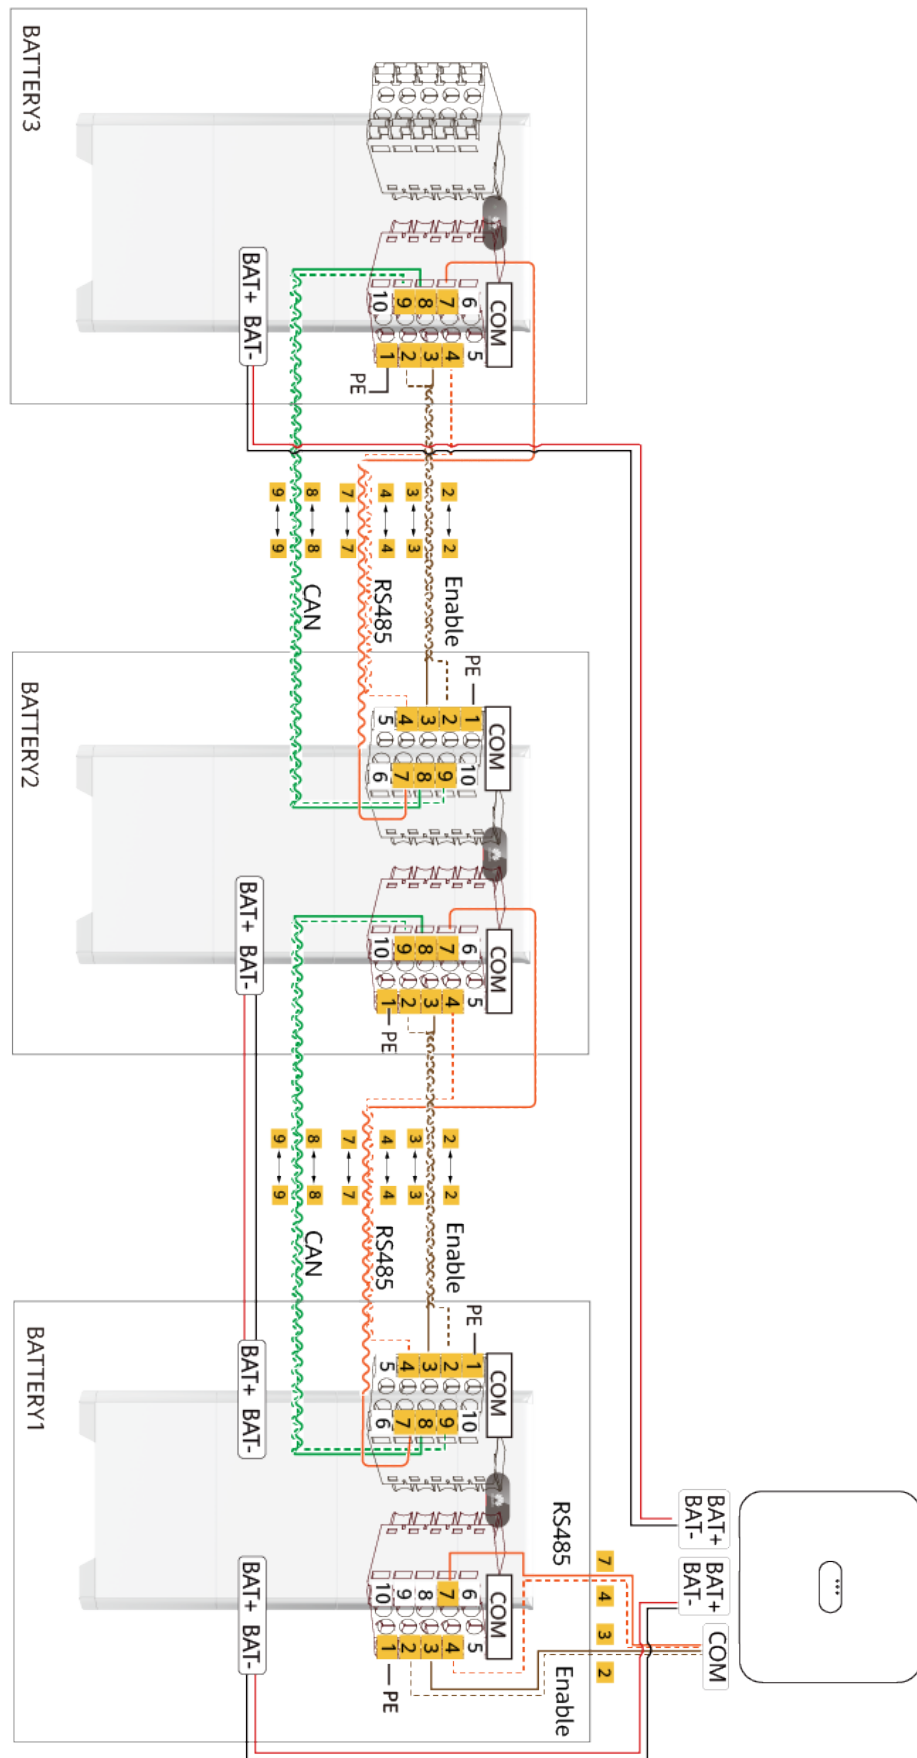 BATTERY3
COM
10 9 8 7 6
1 2 3 4 5
BAT+ BAT-
PE
9 8 7 4 3 2
9 8 7 4 3 2
CAN
RS485
Enable
BATTERY2
PE
COM
5 4 3 2 1
6 7 8 9 10
BAT+ BAT-
COM
10 9 8 7 6
1 2 3 4 5
PE
9 8 7 4 3 2
9 8 7 4 3 2
CAN
RS485
Enable
BATTERY1
PE
COM
5 4 3 2 1
6 7 8 9 10
BAT+ BAT-
COM
10 9 8 7 6
1 2 3 4 5
BAT+ BAT-
PE
RS485
Enable
7
4
3
2
BAT+
BAT-
BAT+
BAT-
COM